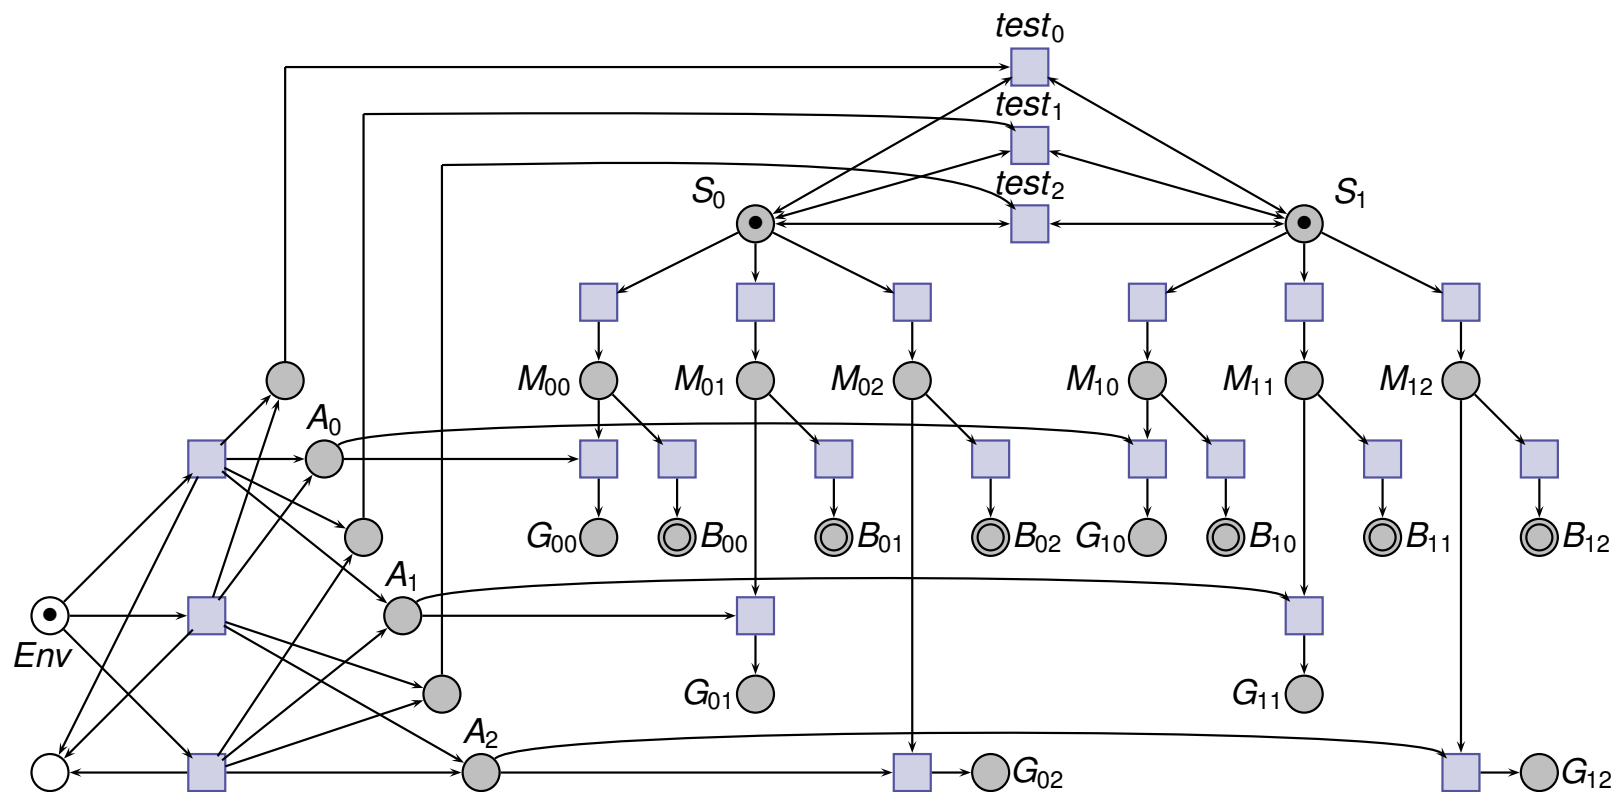 test₀
test₁
test₂
S₀
S₁
M₀₀
M₀₁
M₀₂
M₁₀
M₁₁
M₁₂
A₀
G₀₀
B₀₀
B₀₁
B₀₂
G₁₀
B₁₀
B₁₁
B₁₂
A₁
Env
G₀₁
G₁₁
A₂
G₀₂
G₁₂